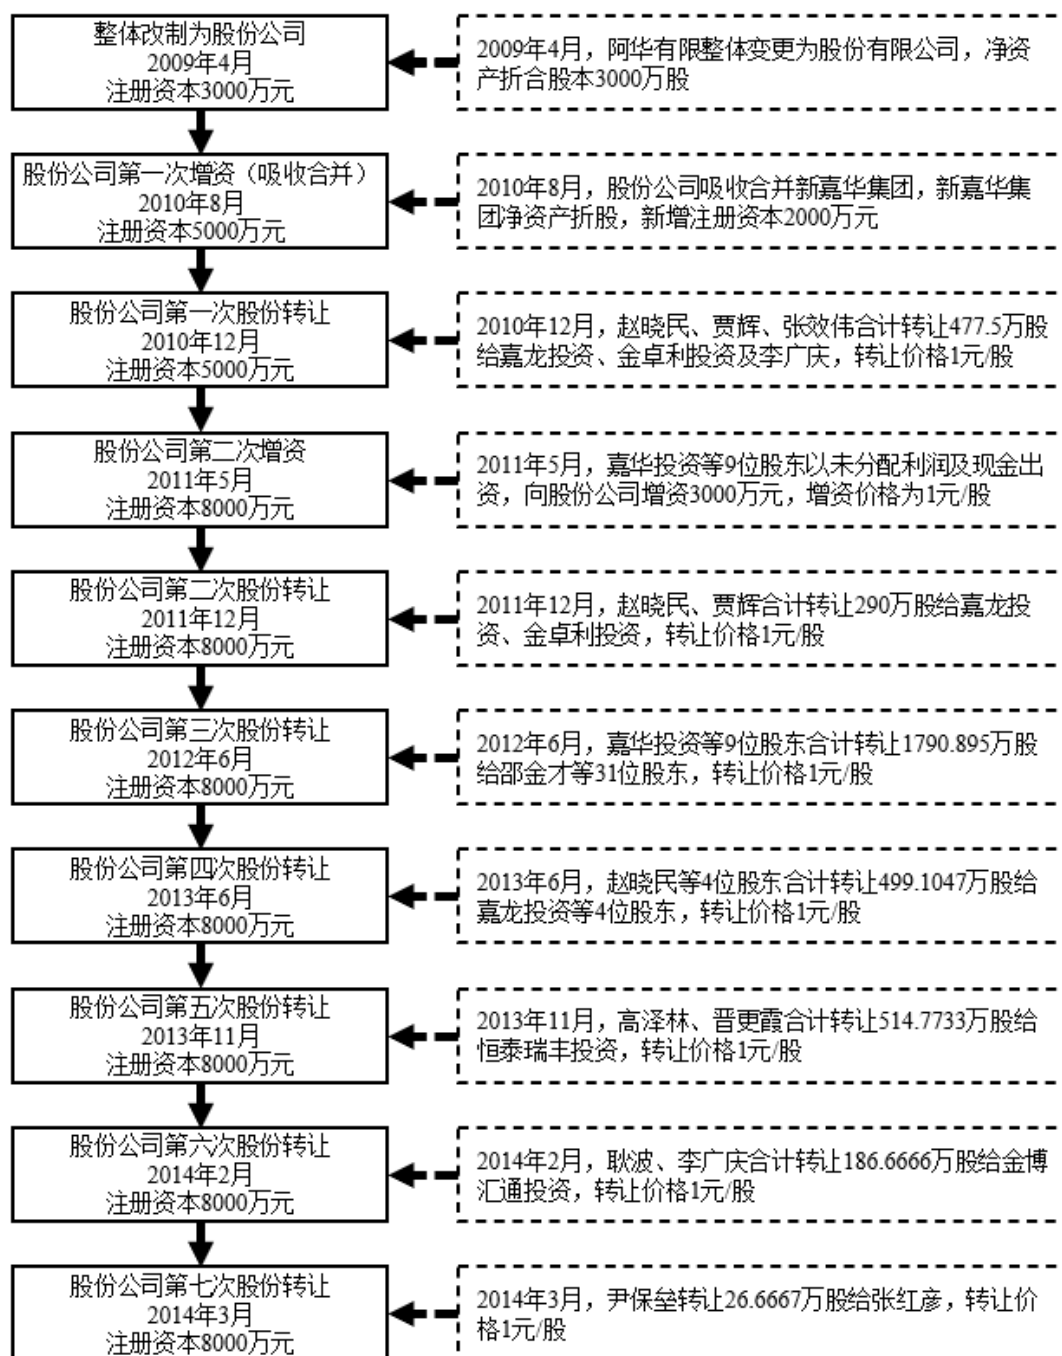 整体改制为股份公司
2009年4月
注册资本3000万元
2009年4月，阿华有限整体变更为股份有限公司，净资
产折合股本3000万股
股份公司第一次增资（吸收合并）
2010年8月
注册资本5000万元
2010年8月，股份公司吸收合并新嘉华集团，新嘉华集
团净资产折股，新增注册资本2000万元
股份公司第一次股份转让
2010年12月
注册资本5000万元
2010年12月，赵晓民、贾辉、张效伟合计转让477.5万股
给嘉龙投资、金卓利投资及李广庆，转让价格1元/股
股份公司第二次增资
2011年5月
注册资本8000万元
2011年5月，嘉华投资等9位股东以未分配利润及现金出
资，向股份公司增资3000万元，增资价格为1元/股
股份公司第二次股份转让
2011年12月
注册资本8000万元
2011年12月，赵晓民、贾辉合计转让290万股给嘉龙投
资、金卓利投资，转让价格1元/股
股份公司第三次股份转让
2012年6月
注册资本8000万元
2012年6月，嘉华投资等9位股东合计转让1790.895万股
给邵金才等31位股东，转让价格1元/股
股份公司第四次股份转让
2013年6月
注册资本8000万元
2013年6月，赵晓民等4位股东合计转让499.1047万股给
嘉龙投资等4位股东，转让价格1元/股
股份公司第五次股份转让
2013年11月
注册资本8000万元
2013年11月，高泽林、晋更霞合计转让514.7733万股给
恒泰瑞丰投资，转让价格1元/股
股份公司第六次股份转让
2014年2月
注册资本8000万元
2014年2月，耿波、李广庆合计转让186.6666万股给金博
汇通投资，转让价格1元/股
股份公司第七次股份转让
2014年3月
注册资本8000万元
2014年3月，尹保垒转让26.6667万股给张红彦，转让价
格1元/股